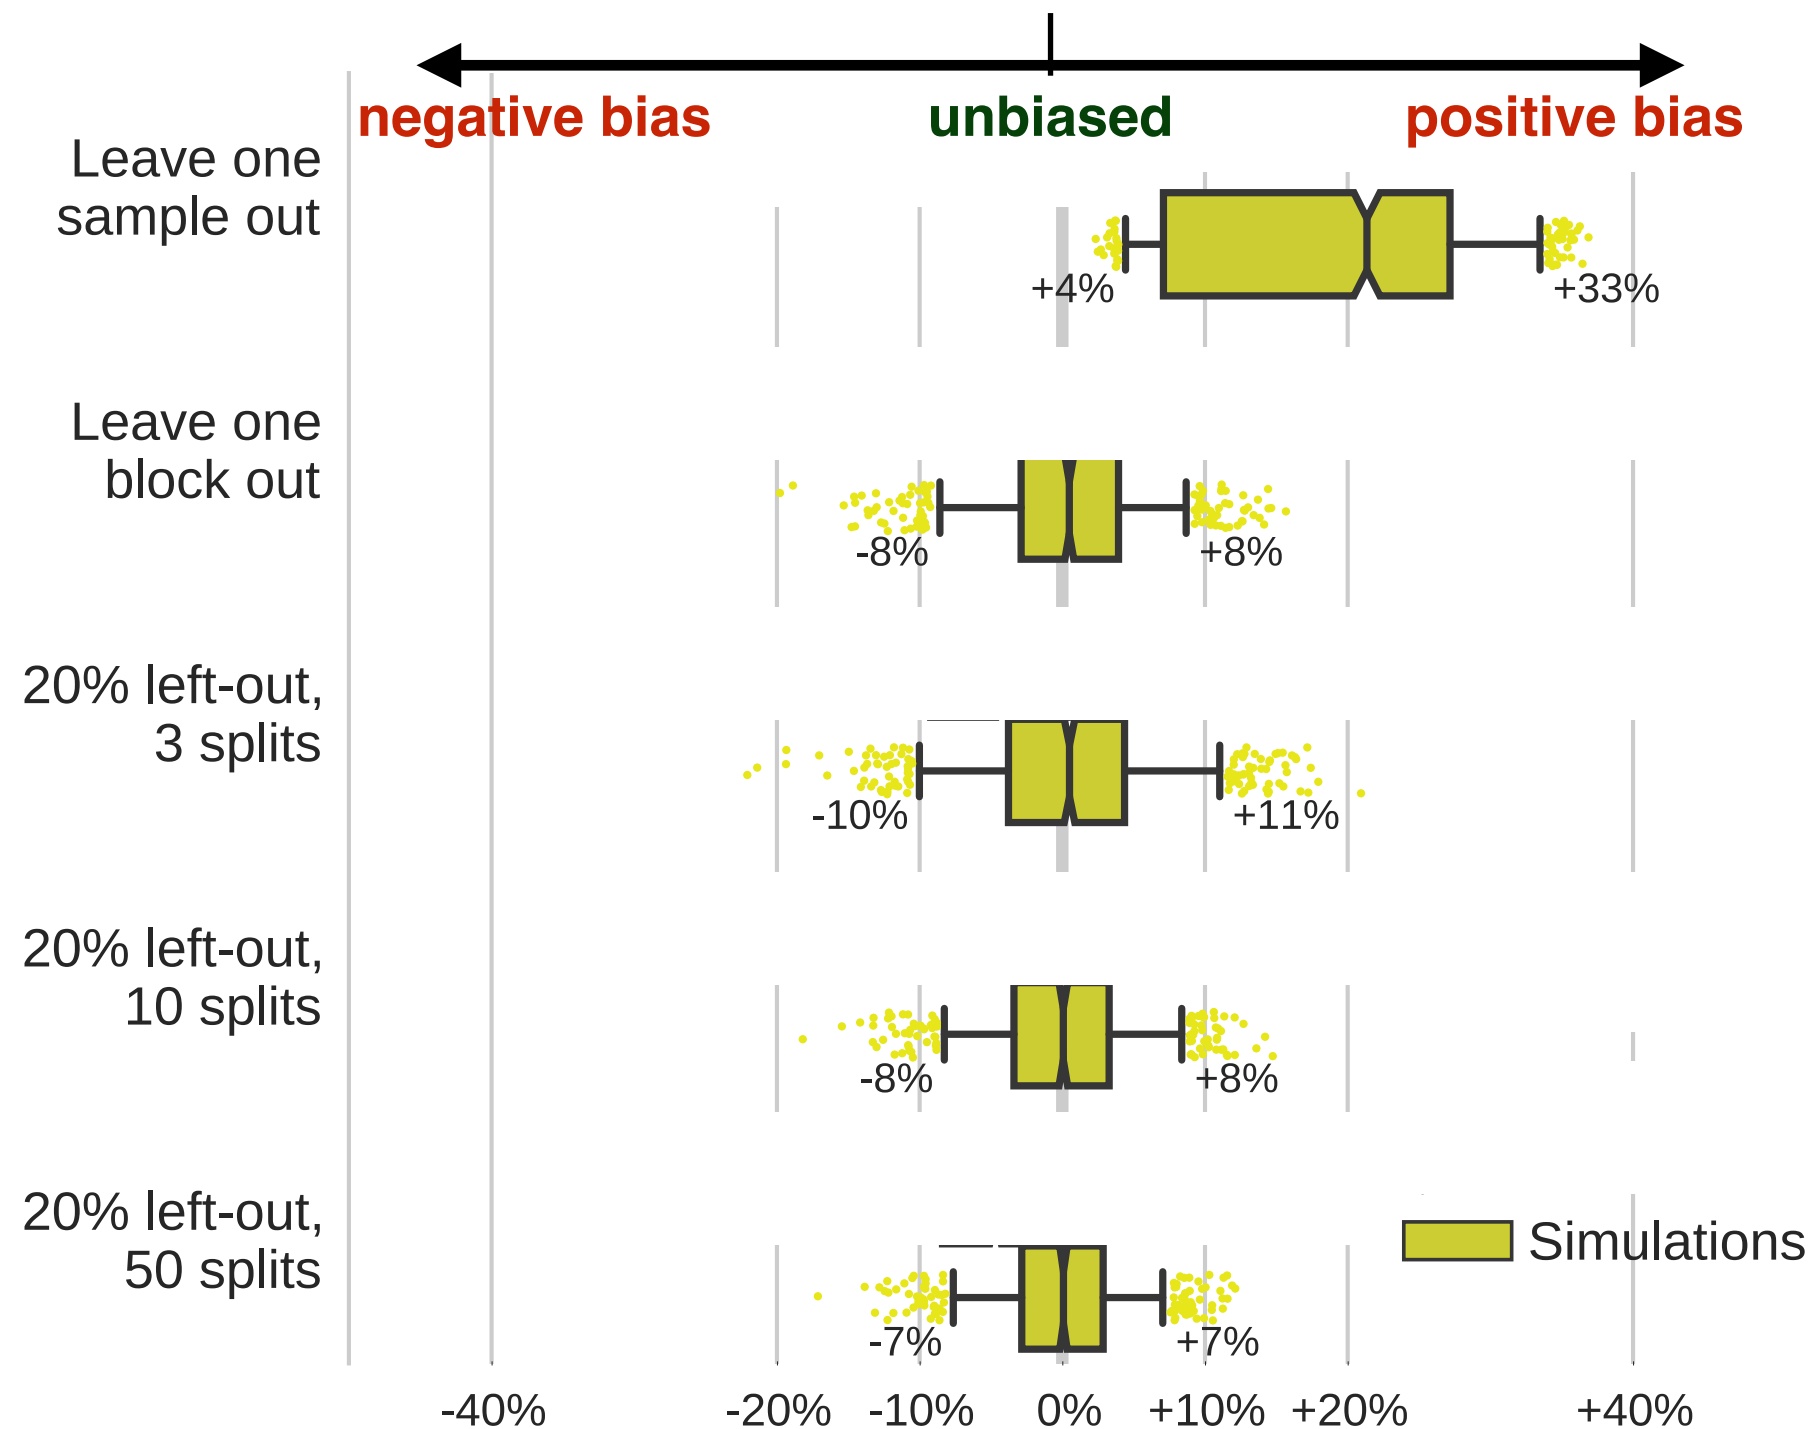 negative bias unbiased positive bias
Leave one
sample out
+4% +33%
Leave one
block out
-8% +8%
20% left-out,
3 splits
-10% +11%
20% left-out,
10 splits
-8% +8%
20% left-out,
50 splits
Simulations
-7% +7%
-40% -20% -10% 0% +10% +20% +40%